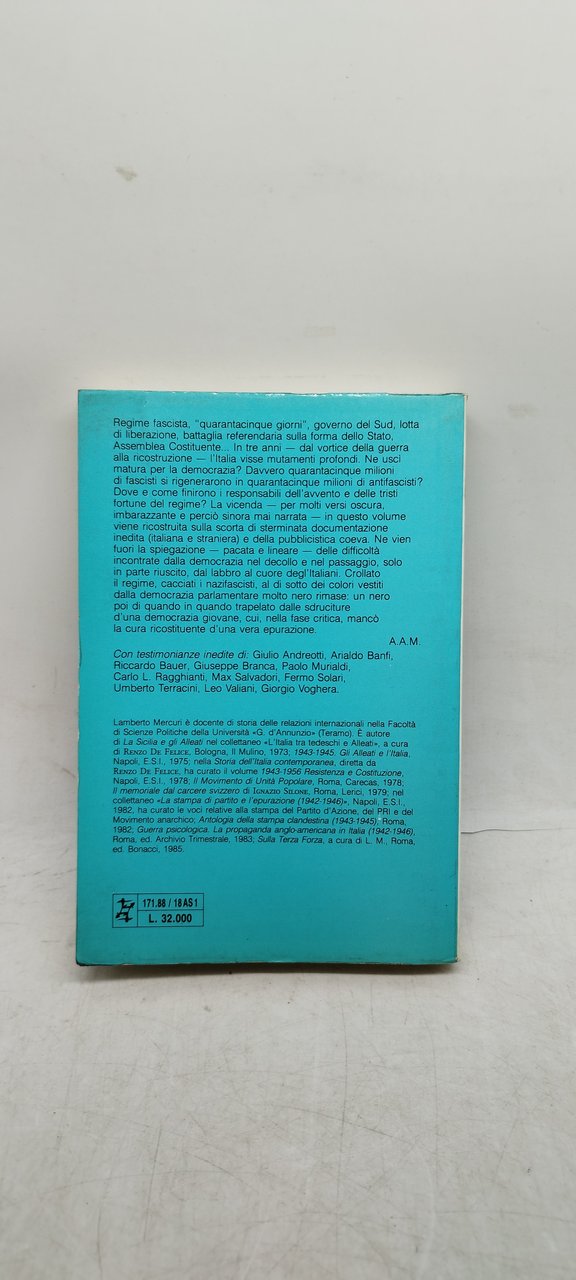 Regime fascista, "quarantacinque giorni", governo del Sud, lotta
di liberazione, battaglia referendaria sulla forma dello Stato,
Assemblea Costituente... In tre anni — dal vortice della guerra
alla ricostruzione — l'Italia visse mutamenti profondi. Ne uscì
matura per la democrazia? Davvero quarantacinque milioni
di fascisti si rigenerarono in quarantacinque milioni di antifascisti?
Dove e come finirono i responsabili dell'avvento e delle tristi
fortune del regime? La vicenda — per molti versi oscura,
imbarazzante e perciò sinora mai narrata — in questo volume
viene ricostruita sulla scorta di sterminata documentazione
inedita (italiana e straniera) e della pubblicistica coeva. Ne vien
fuori la spiegazione — pacata e lineare — delle difficoltà
incontrate dalla democrazia nel decollo e nel passaggio, solo
in parte riuscito, dal labbro al cuore degl'Italiani. Crollato
il regime, cacciati i nazifascisti, al di sotto dei colori vestiti
dalla democrazia parlamentare molto nero rimase: un nero
poi di quando in quando trapelato dalle sdruciture
d'una democrazia giovane, cui, nella fase critica, mancò
la cura ricostituente d'una vera epurazione.
A.A.M.
Con testimonianze inedite di: Giulio Andreotti, Arialdo Banfi,
Riccardo Bauer, Giuseppe Branca, Paolo Murialdi,
Carlo L. Ragghianti, Max Salvadori, Fermo Solari,
Umberto Terracini, Leo Valiani, Giorgio Voghera.
Lamberto Mercuri è docente di storia delle relazioni internazionali nella Facoltà
di Scienze Politiche della Università «G. d'Annunzio» (Teramo). È autore
di La Sicilia e gli Alleati nel collettaneo «L'Italia tra tedeschi e Alleati», a cura
di RENZO DE FELICE, Bologna, Il Mulino, 1973; 1943-1945. Gli Alleati e l'Italia,
Napoli, E.S.I., 1975; nella Storia dell'Italia contemporanea, diretta da
RENZO DE FELICE, ha curato il volume 1943-1956 Resistenza e Costituzione,
Napoli, E.S.I., 1978; Il Movimento di Unità Popolare, Roma, Carecas, 1978;
Il memoriale dal carcere svizzero di IGNAZIO SILONE, Roma, Lerici, 1979; nel
collettaneo «La stampa di partito e l'epurazione (1942-1946)», Napoli, E.S.I.,
1982, ha curato le voci relative alla stampa del Partito d'Azione, del PRI e del
Movimento anarchico; Antologia della stampa clandestina (1943-1945), Roma,
1982; Guerra psicologica. La propaganda anglo-americana in Italia (1942-1946),
Roma, ed. Archivio Trimestrale, 1983; Sulla Terza Forza, a cura di L. M., Roma,
ed. Bonacci, 1985.
171.88 / 18 AS 1
L. 32.000